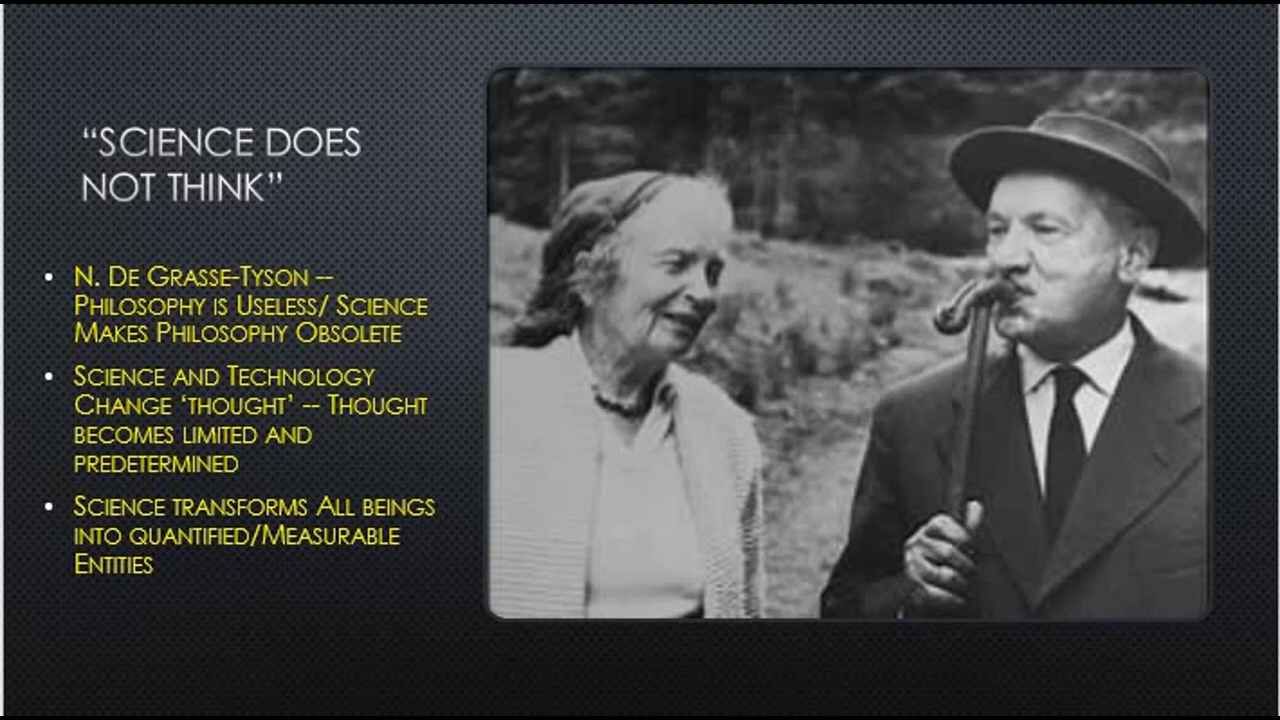 “SCIENCE DOES
NOT THINK”
• N. DE GRASSE-TYSON –-
PHILOSOPHY IS USELESS/ SCIENCE
MAKES PHILOSOPHY OBSOLETE
• SCIENCE AND TECHNOLOGY
CHANGE ‘THOUGHT’ –- THOUGHT
BECOMES LIMITED AND
PREDETERMINED
• SCIENCE TRANSFORMS ALL BEINGS
INTO QUANTIFIED/MEASURABLE
ENTITIES